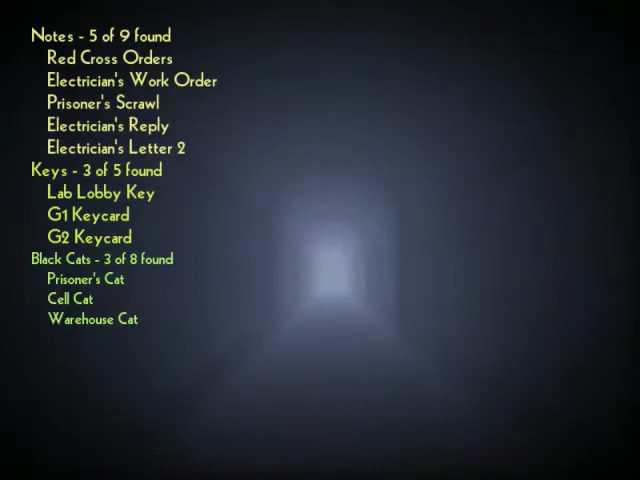 Notes - 5 of 9 found
Red Cross Orders
Electrician's Work Order
Prisoner's Scrawl
Electrician's Reply
Electrician's Letter 2
Keys - 3 of 5 found
Lab Lobby Key
G1 Keycard
G2 Keycard
Black Cats - 3 of 8 found
Prisoner's Cat
Cell Cat
Warehouse Cat